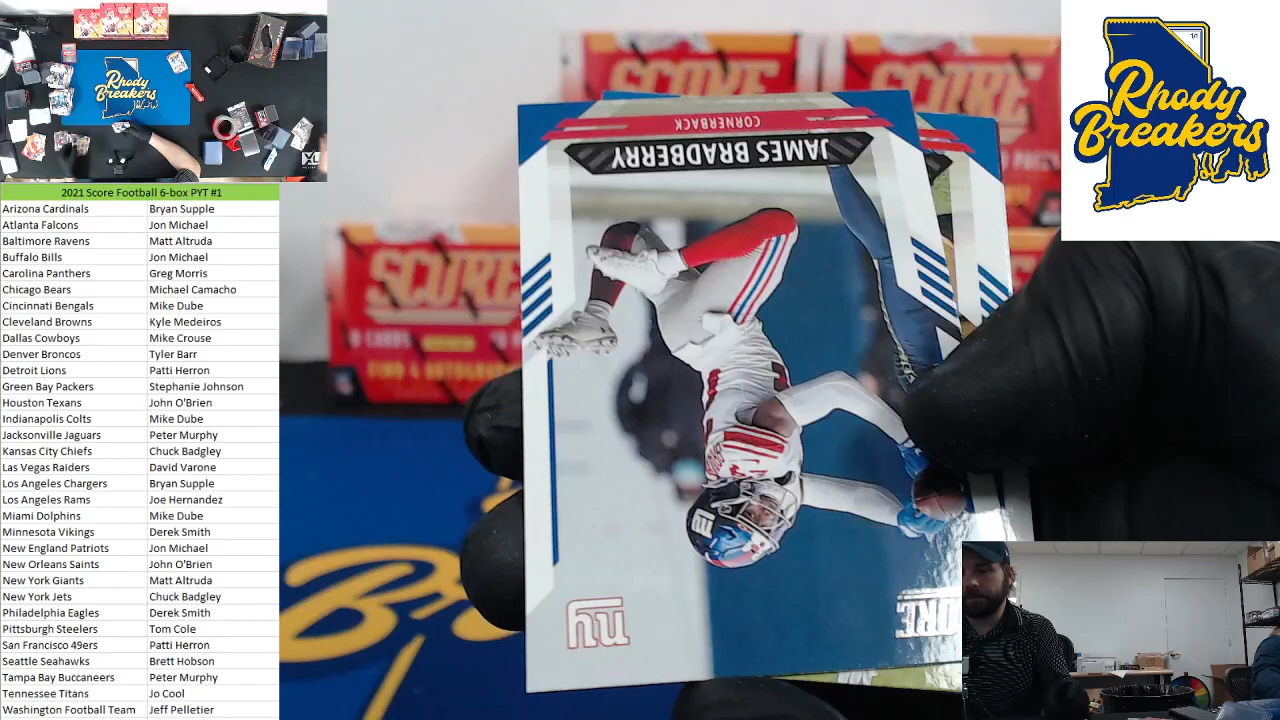 2021 Score Football 6-box PYT #1
Arizona Cardinals Bryan Supple
Atlanta Falcons Jon Michael
Baltimore Ravens Matt Altruda
Buffalo Bills Jon Michael
Carolina Panthers Greg Morris
Chicago Bears Michael Camacho
Cincinnati Bengals Mike Dube
Cleveland Browns Kyle Medeiros
Dallas Cowboys Mike Crouse
Denver Broncos Tyler Barr
Detroit Lions Patti Herron
Green Bay Packers Stephanie Johnson
Houston Texans John O'Brien
Indianapolis Colts Mike Dube
Jacksonville Jaguars Peter Murphy
Kansas City Chiefs Chuck Badgley
Las Vegas Raiders David Varone
Los Angeles Chargers Bryan Supple
Los Angeles Rams Joe Hernandez
Miami Dolphins Mike Dube
Minnesota Vikings Derek Smith
New England Patriots Jon Michael
New Orleans Saints John O'Brien
New York Giants Matt Altruda
New York Jets Chuck Badgley
Philadelphia Eagles Derek Smith
Pittsburgh Steelers Tom Cole
San Francisco 49ers Patti Herron
Seattle Seahawks Brett Hobson
Tampa Bay Buccaneers Peter Murphy
Tennessee Titans Jo Cool
Washington Football Team Jeff Pelletier
Rhody
Breakers
SCORE
SCORE
SCORE
CORNERBACK
JAMES BRADBERRY
ny
Rhody
Breakers
1/1